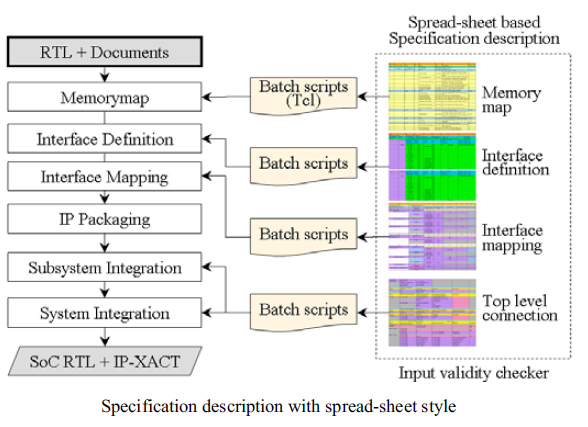 Spread-sheet based
Specification description
RTL + Documents
Memorymap
Interface Definition
Interface Mapping
IP Packaging
Subsystem Integration
System Integration
SoC RTL + IP-XACT
Batch scripts
(Tcl)
Batch scripts
Batch scripts
Batch scripts
Memory
map
Interface
definition
Interface
mapping
Top level
connection
Input validity checker
Specification description with spread-sheet style